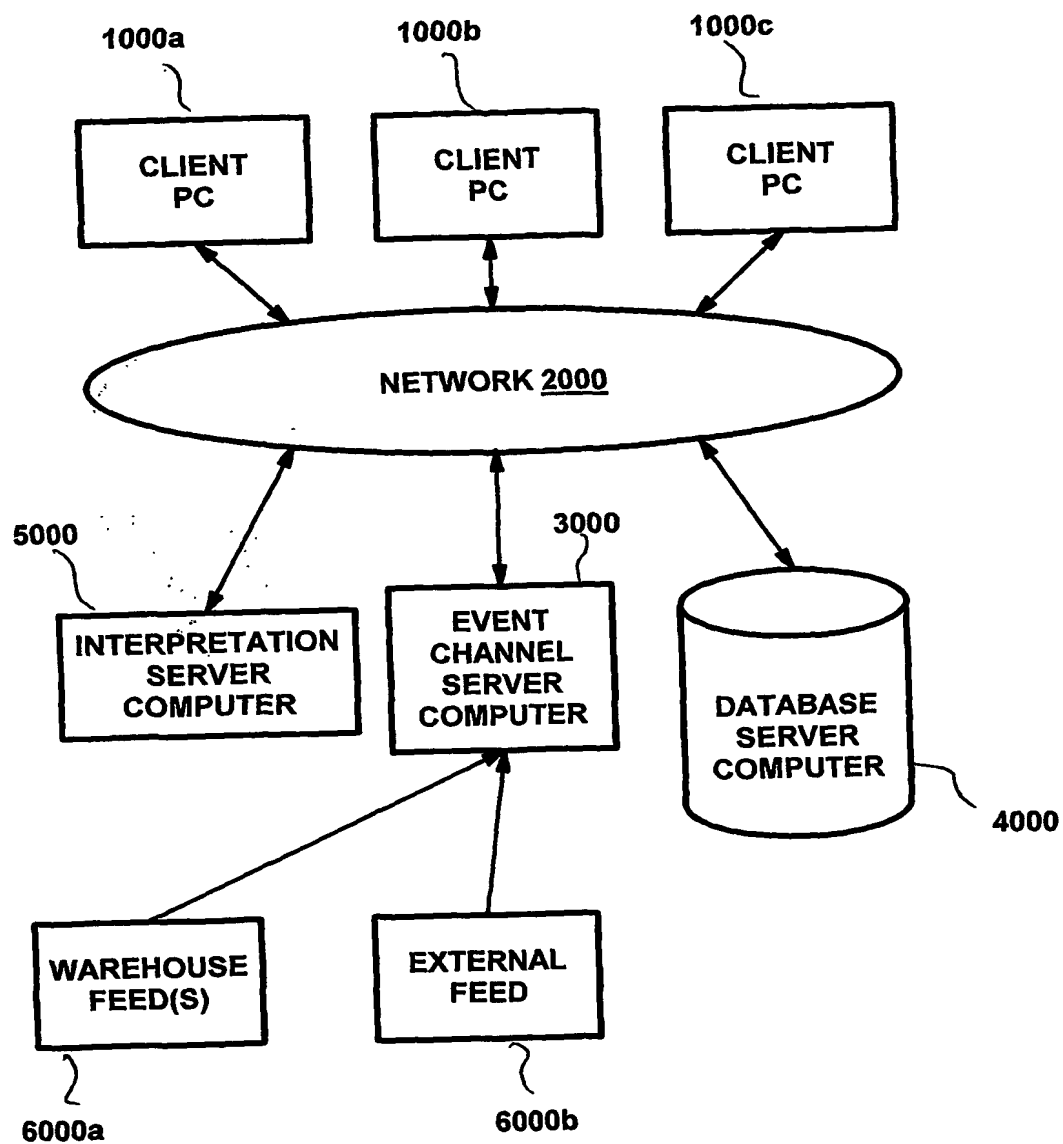 1000a
1000b
1000c
CLIENT
PC
CLIENT
PC
CLIENT
PC
NETWORK 2000
5000
3000
INTERPRETATION
SERVER
COMPUTER
EVENT
CHANNEL
SERVER
COMPUTER
DATABASE
SERVER
COMPUTER
4000
WAREHOUSE
FEED(S)
EXTERNAL
FEED
6000a
6000b